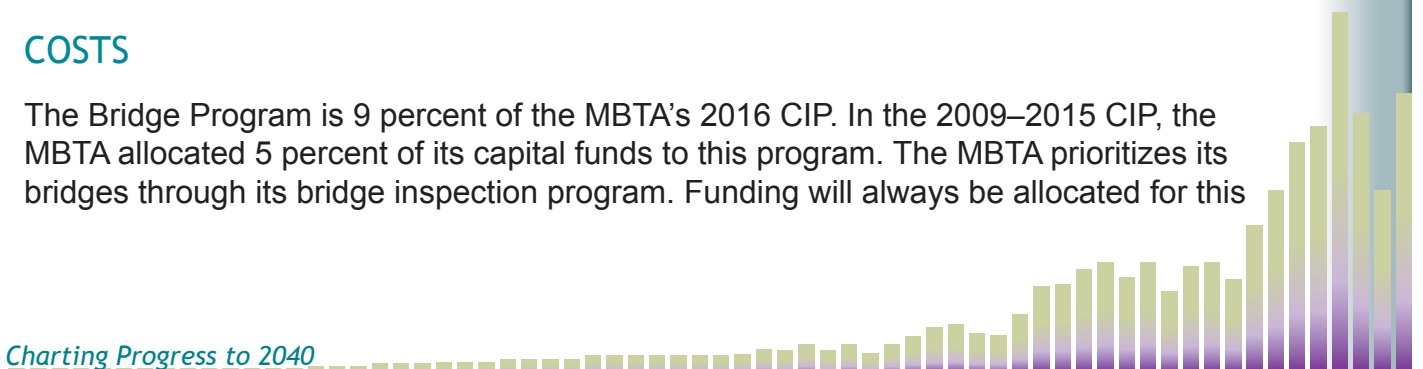 COSTS
The Bridge Program is 9 percent of the MBTA’s 2016 CIP. In the 2009–2015 CIP, the
MBTA allocated 5 percent of its capital funds to this program. The MBTA prioritizes its
bridges through its bridge inspection program. Funding will always be allocated for this
Charting Progress to 2040